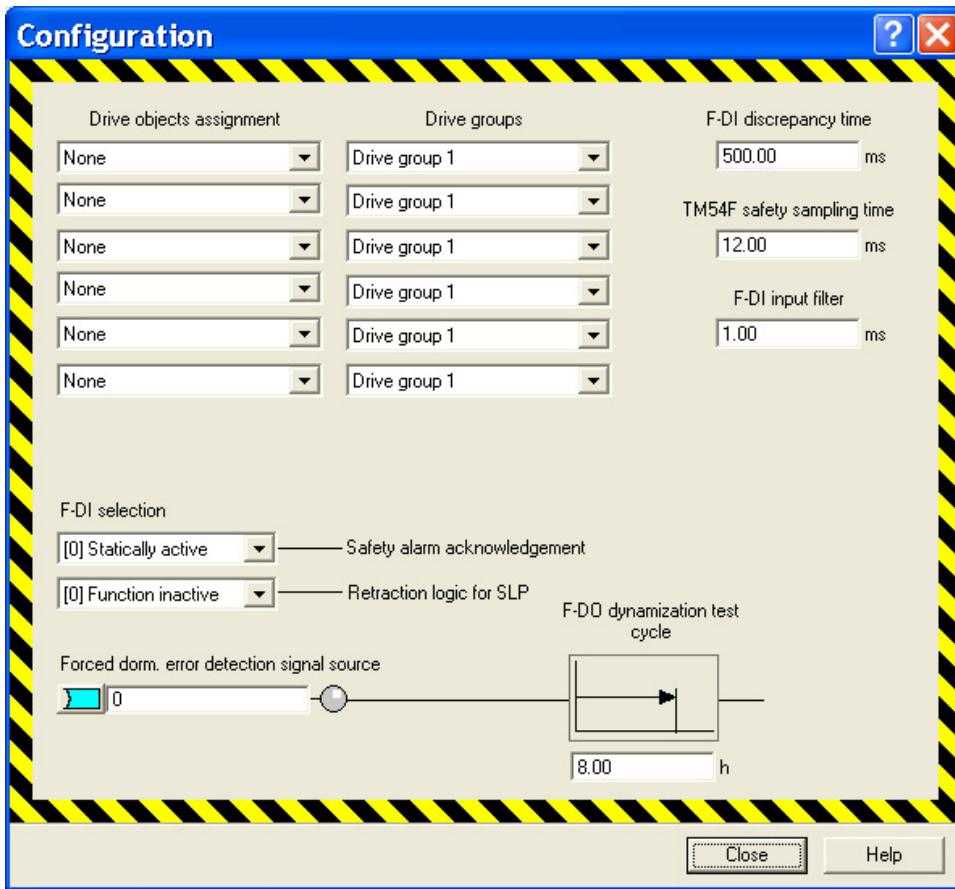 Configuration
Drive objects assignment
Drive groups
F-DI discrepancy time
None
Drive group 1
500.00 ms
None
Drive group 1
TM54F safety sampling time
None
Drive group 1
12.00 ms
None
Drive group 1
F-DI input filter
None
Drive group 1
1.00 ms
None
Drive group 1
F-DI selection
[0] Statically active
Safety alarm acknowledgement
[0] Function inactive
Retraction logic for SLP
F-DO dynamization test
cycle
Forced dorm. error detection signal source
0
8.00 h
Close
Help